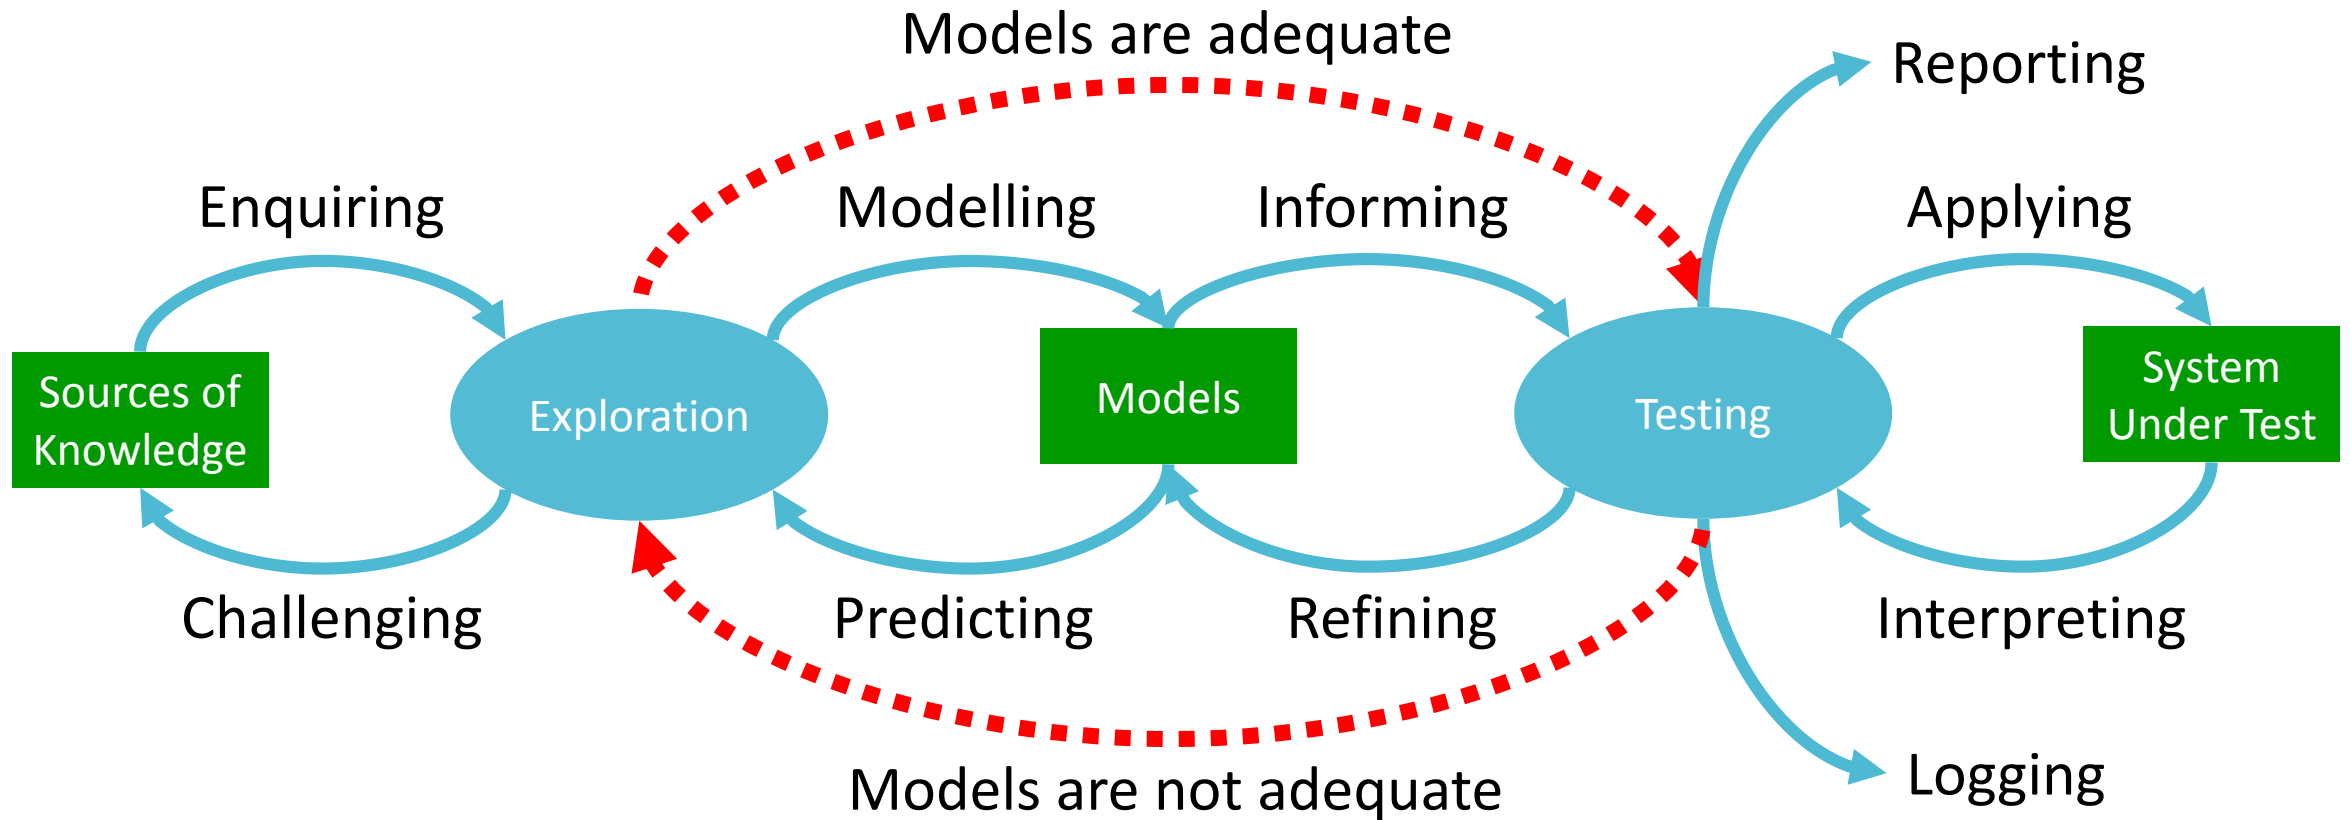 Models are adequate
Reporting
Enquiring
Modelling
Informing
Applying
Sources of
Knowledge
Exploration
Models
Testing
System
Under Test
Challenging
Predicting
Refining
Interpreting
Models are not adequate
Logging